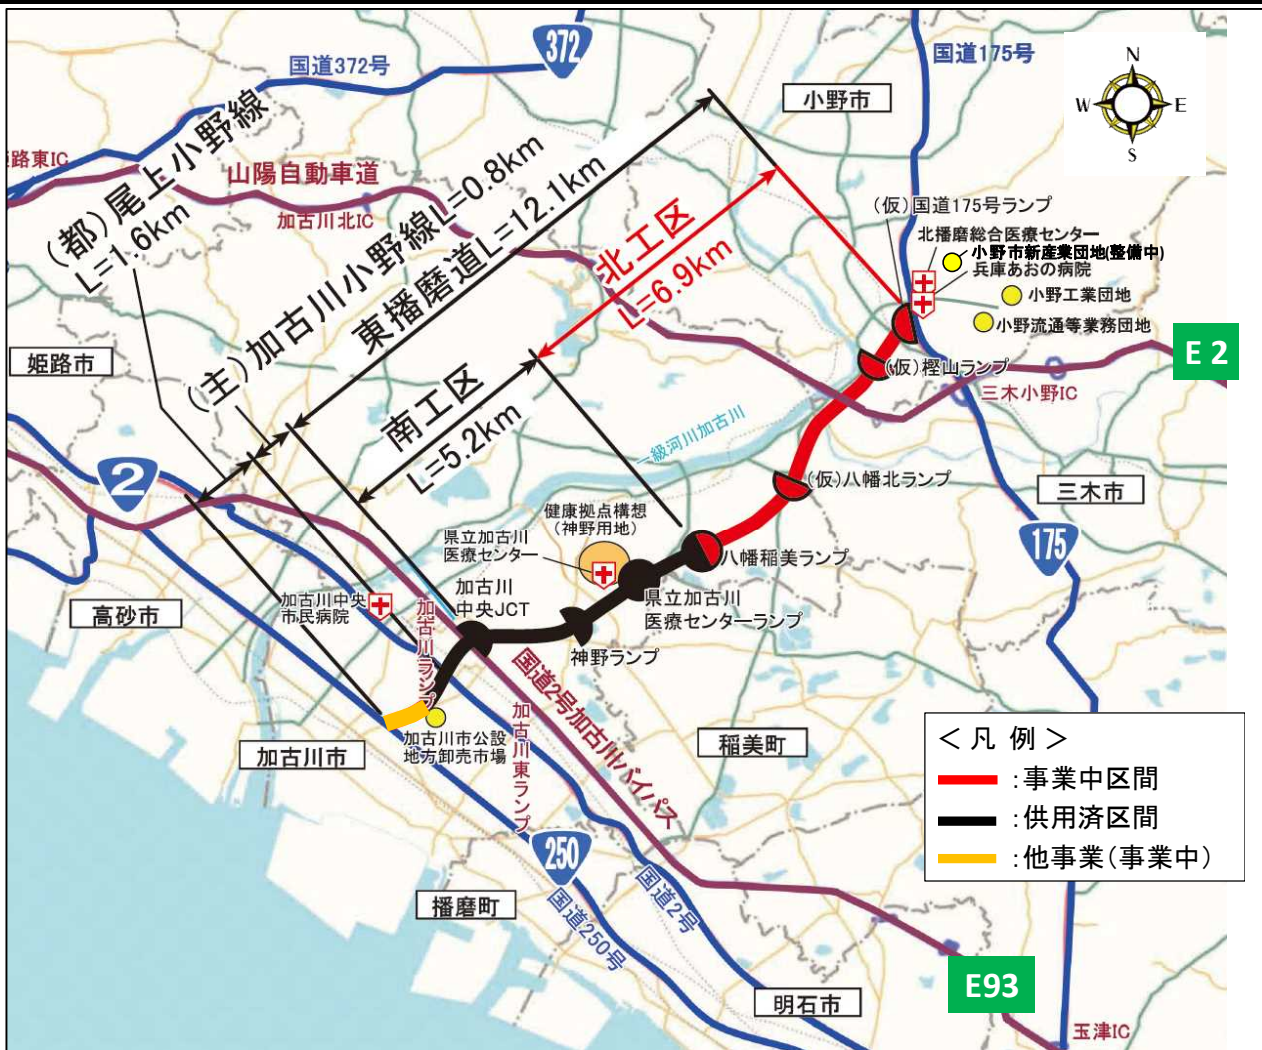 372
国道372号
国道175号
N
W
E
S
小野市
路東IC
山陽自動車道
加古川北IC
(都)尾上小野線
L=1.6km
(主)加古川小野線L=0.8km
東播磨道L=12.1km
北工区
L=6.9km
南工区
L=5.2km
(仮)国道175号ランプ
北播磨総合医療センター
小野市新産業団地(整備中)
兵庫あおの病院
小野工業団地
小野流通等業務団地
E 2
姫路市
(仮)樫山ランプ
三木小野IC
一級河川加古川
2
(仮)八幡北ランプ
三木市
175
健康拠点構想
(神野用地)
県立加古川
医療センター
八幡稲美ランプ
加古川
中央JCT
県立加古川
医療センターランプ
加古川中央
市民病院
高砂市
加古川ランプ
神野ランプ
国道2号加古川バイパス
加古川東ランプ
加古川市公設
地方卸売市場
加古川市
稲美町
<凡 例>
:事業中区間
:供用済区間
:他事業(事業中)
250
国道250号
国道2号
播磨町
明石市
E93
玉津IC